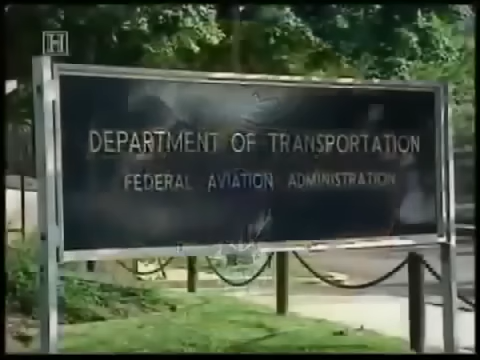 H
DEPARTMENT OF TRANSPORTATION
FEDERAL AVIATION ADMINISTRATION